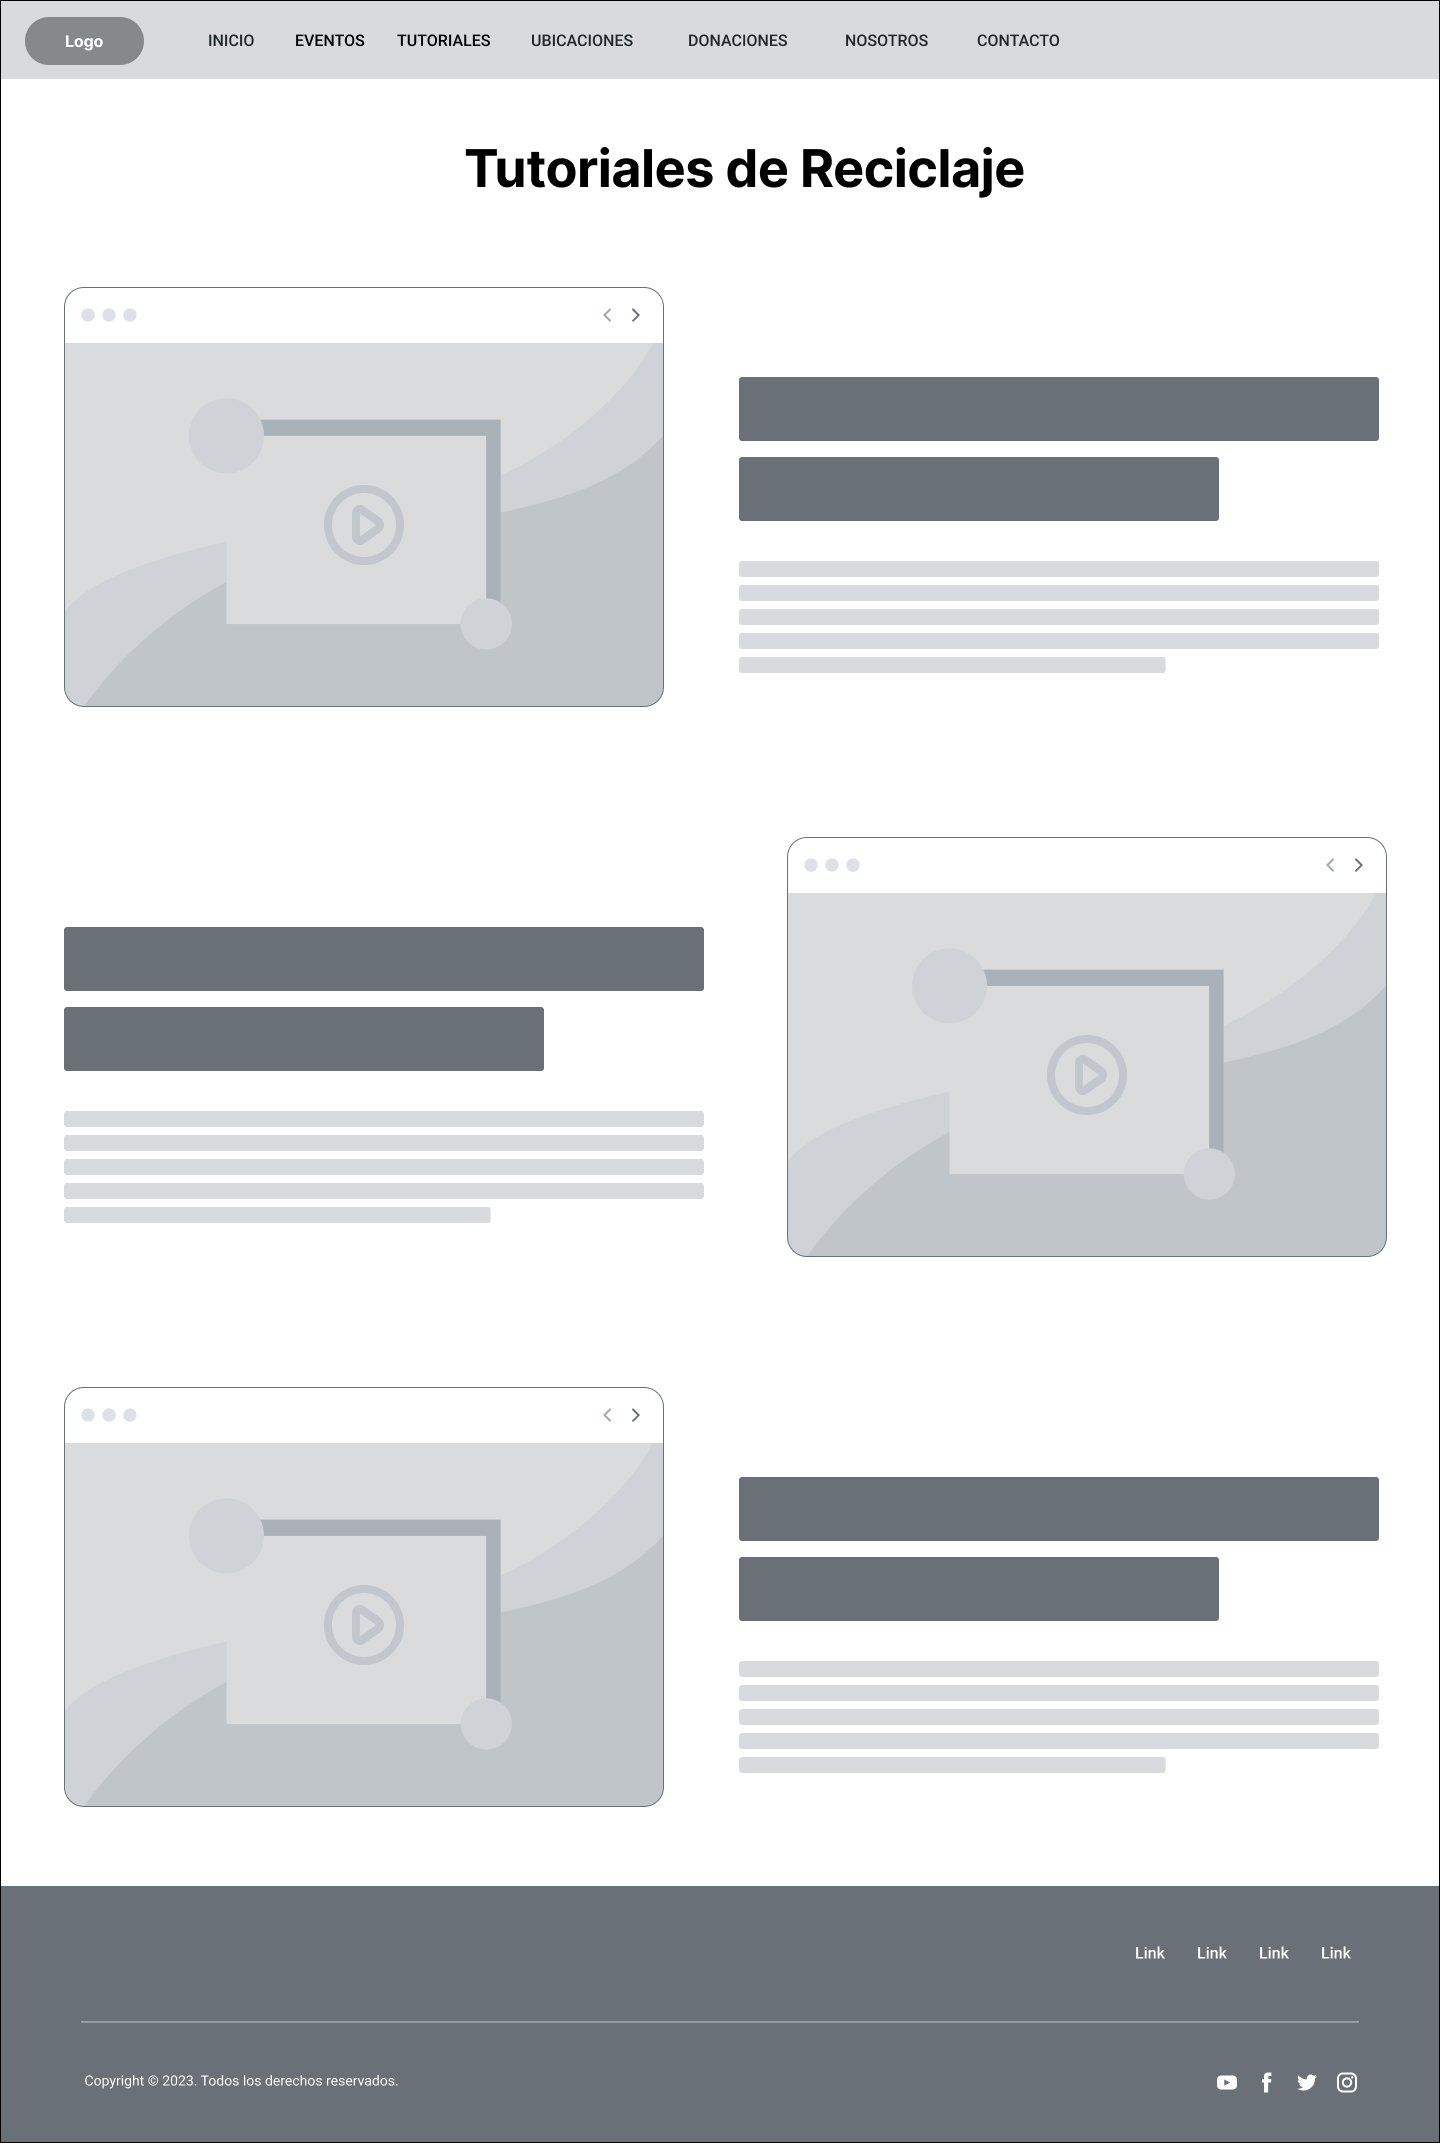 Logo INICIO EVENTOS TUTORIALES UBICACIONES DONACIONES NOSOTROS CONTACTO
Tutoriales de Reciclaje
Link Link Link Link
Copyright © 2023. Todos los derechos reservados.